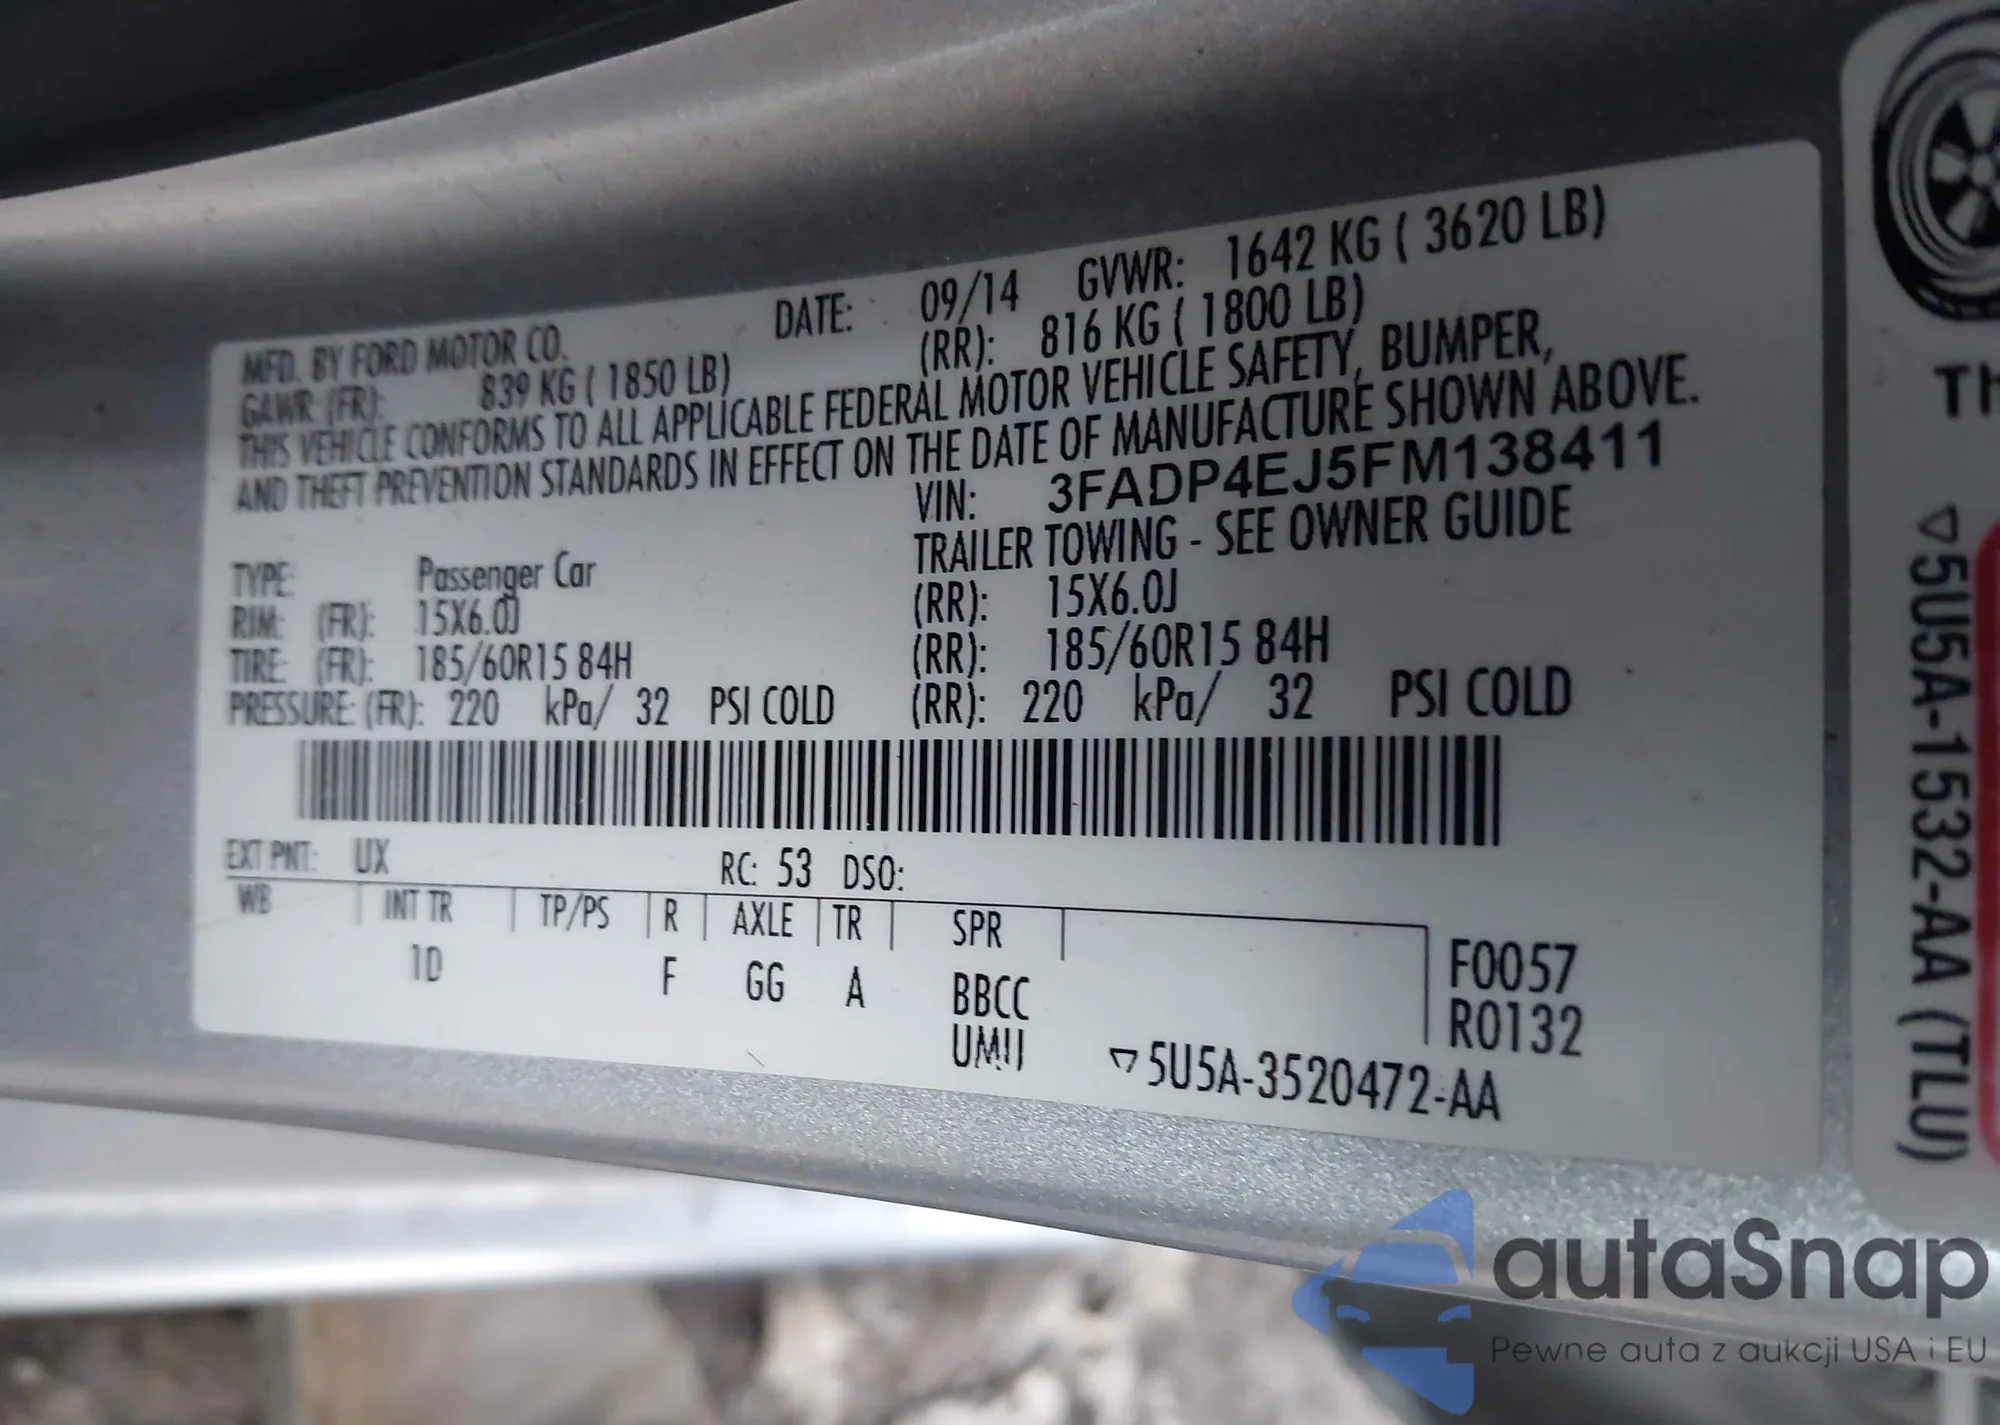 MFD. BY FORD MOTOR CO. DATE: 09/14 GVWR: 1642 KG ( 3620 LB)
GAWR: (FR): 839 KG ( 1850 LB) (RR): 816 KG ( 1800 LB)
THIS VEHICLE CONFORMS TO ALL APPLICABLE FEDERAL MOTOR VEHICLE SAFETY, BUMPER,
AND THEFT PREVENTION STANDARDS IN EFFECT ON THE DATE OF MANUFACTURE SHOWN ABOVE.
VIN: 3FADP4EJ5FM138411
TRAILER TOWING - SEE OWNER GUIDE
TYPE: Passenger Car
RIM: (FR): 15X6.0J (RR): 15X6.0J
TIRE: (FR): 185/60R15 84H (RR): 185/60R15 84H
PRESSURE: (FR): 220 kPa/ 32 PSI COLD (RR): 220 kPa/ 32 PSI COLD
EXT PNT: UX RC: 53 DSO:
WB INT TR TP/PS R AXLE TR SPR F0057
1D F GG A BBCC R0132
UMU ▽5U5A-3520472-AA
▽5U5A-1532-AA (TLU)
autaSnap
Pewne auta z aukcji USA i EU